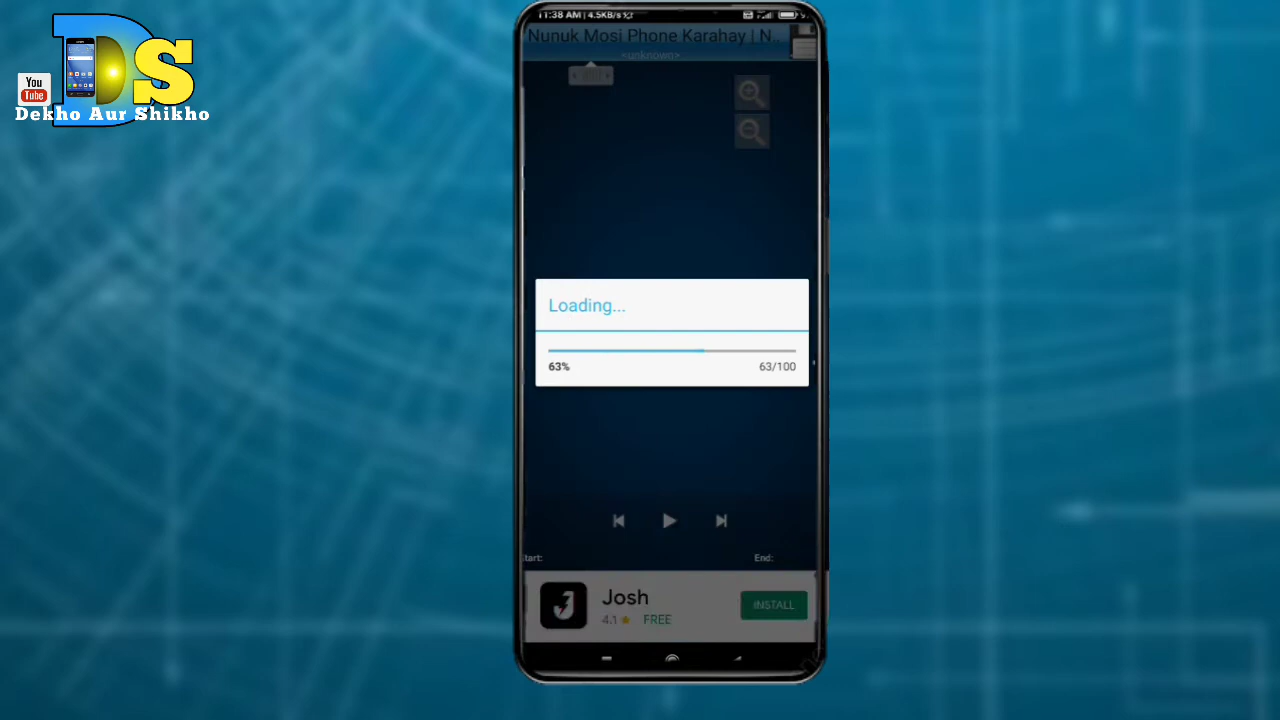 You
Tube
DS
Dekho Aur Shikho
11:38 AM | 4.5KB/s
Nunuk Mosi Phone Karahay | N..
<unknown>
Loading...
63%
63/100
Start:
End:
Josh
4.1 ★ FREE
INSTALL